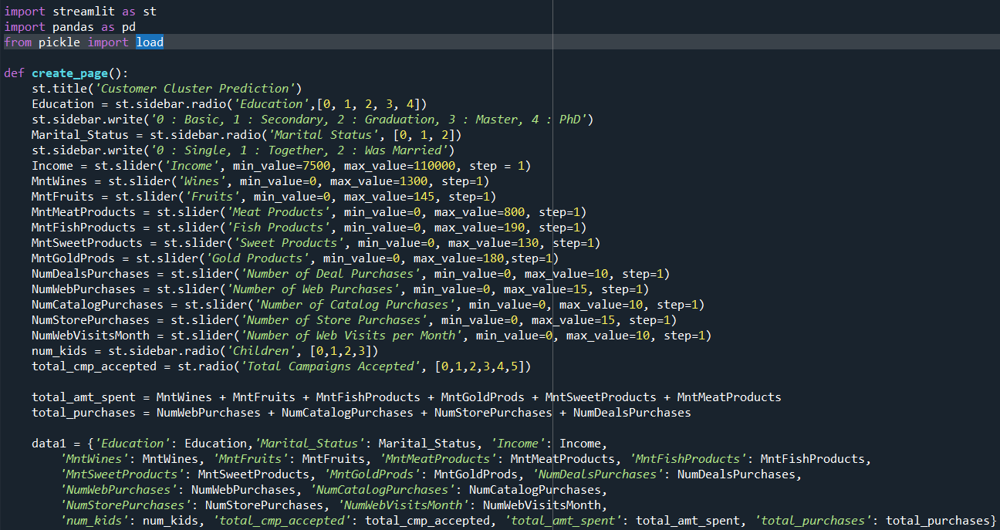 import streamlit as st
import pandas as pd
from pickle import load
def create_page():
st.title('Customer Cluster Prediction')
Education = st.sidebar.radio('Education',[0, 1, 2, 3, 4])
st.sidebar.write('0 : Basic, 1 : Secondary, 2 : Graduation, 3 : Master, 4 : PhD')
Marital_Status = st.sidebar.radio('Marital Status', [0, 1, 2])
st.sidebar.write('0 : Single, 1 : Together, 2 : Was Married')
Income = st.slider('Income', min_value=7500, max_value=110000, step = 1)
MntWines = st.slider('Wines', min_value=0, max_value=1300, step=1)
MntFruits = st.slider('Fruits', min_value=0, max_value=145, step=1)
MntMeatProducts = st.slider('Meat Products', min_value=0, max_value=800, step=1)
MntFishProducts = st.slider('Fish Products', min_value=0, max_value=190, step=1)
MntSweetProducts = st.slider('Sweet Products', min_value=0, max_value=130, step=1)
MntGoldProds = st.slider('Gold Products', min_value=0, max_value=180,step=1)
NumDealsPurchases = st.slider('Number of Deal Purchases', min_value=0, max_value=10, step=1)
NumWebPurchases = st.slider('Number of Web Purchases', min_value=0, max_value=15, step=1)
NumCatalogPurchases = st.slider('Number of Catalog Purchases', min_value=0, max_value=10, step=1)
NumStorePurchases = st.slider('Number of Store Purchases', min_value=0, max_value=15, step=1)
NumWebVisitsMonth = st.slider('Number of Web Visits per Month', min_value=0, max_value=10, step=1)
num_kids = st.sidebar.radio('Children', [0,1,2,3])
total_cmp_accepted = st.radio('Total Campaigns Accepted', [0,1,2,3,4,5])
total_amt_spent = MntWines + MntFruits + MntFishProducts + MntGoldProds + MntSweetProducts + MntMeatProducts
total_purchases = NumWebPurchases + NumCatalogPurchases + NumStorePurchases + NumDealsPurchases
data1 = {'Education': Education,'Marital_Status': Marital_Status, 'Income': Income,
'MntWines': MntWines, 'MntFruits': MntFruits, 'MntMeatProducts': MntMeatProducts, 'MntFishProducts': MntFishProducts,
'MntSweetProducts': MntSweetProducts, 'MntGoldProds': MntGoldProds, 'NumDealsPurchases': NumDealsPurchases,
'NumWebPurchases': NumWebPurchases, 'NumCatalogPurchases': NumCatalogPurchases,
'NumStorePurchases': NumStorePurchases, 'NumWebVisitsMonth': NumWebVisitsMonth,
'num_kids': num_kids, 'total_cmp_accepted': total_cmp_accepted, 'total_amt_spent': total_amt_spent, 'total_purchases': total_purchases}